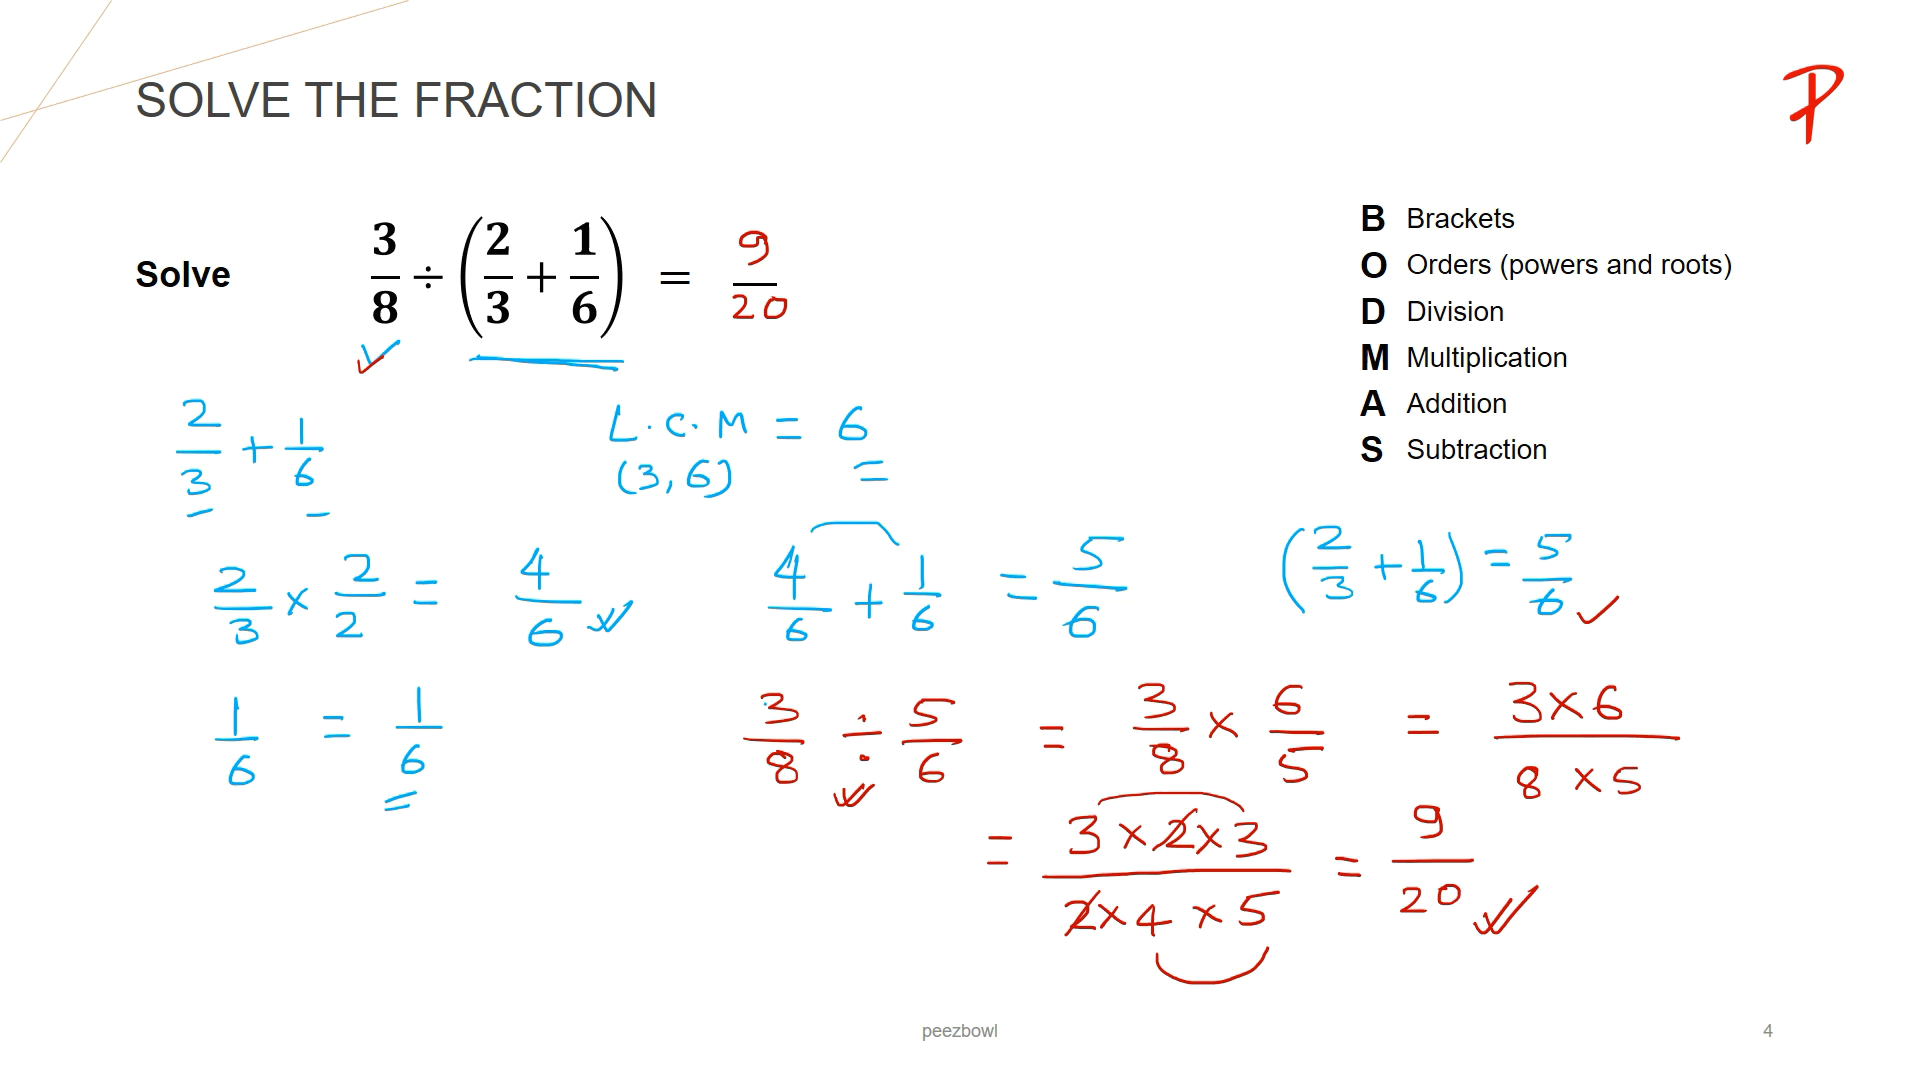 SOLVE THE FRACTION
Solve 3/8 ÷ (2/3 + 1/6) = 9/20
B Brackets
O Orders (powers and roots)
D Division
M Multiplication
A Addition
S Subtraction
2/3 + 1/6
L.C.M = 6
(3,6)
2/3 × 2/2 = 4/6
4/6 + 1/6 = 5/6
(2/3 + 1/6) = 5/6
1/6 = 1/6
3/8 ÷ 5/6 = 3/8 × 6/5 = 3×6/8×5
= 3×2×3/2×4×5 = 9/20
peezbowl
4